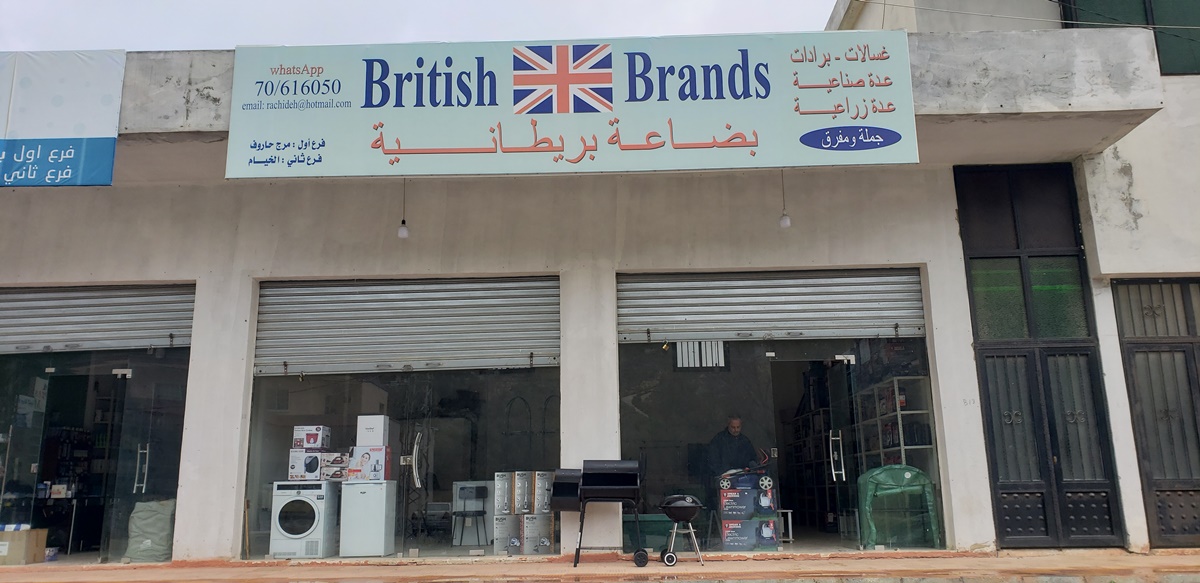 whatsApp
70/616050
email: rachideh@hotmail.com
British Brands
بضاعة بريطانية
فرع أول : مرج حاروف
فرع ثاني : الخيام
غسالات - برادات
عدة صناعية
عدة زراعية
جملة ومفرق
فرع اول
فرع ثاني